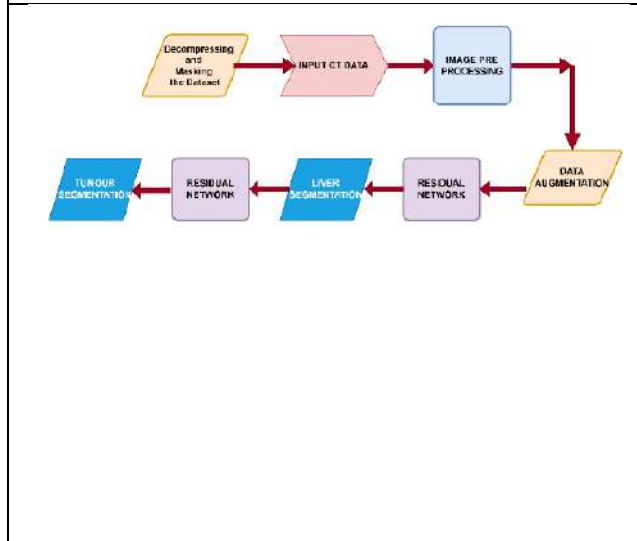 Decompressing
and
Masking
the Dataset
INPUT CT DATA
IMAGE PRE
PROCESSING
DATA
AUGMENTATION
RESIDUAL
NETWORK
LIVER
SEGMENTATION
RESIDUAL
NETWORK
TUNOUR
SEGMENTATION